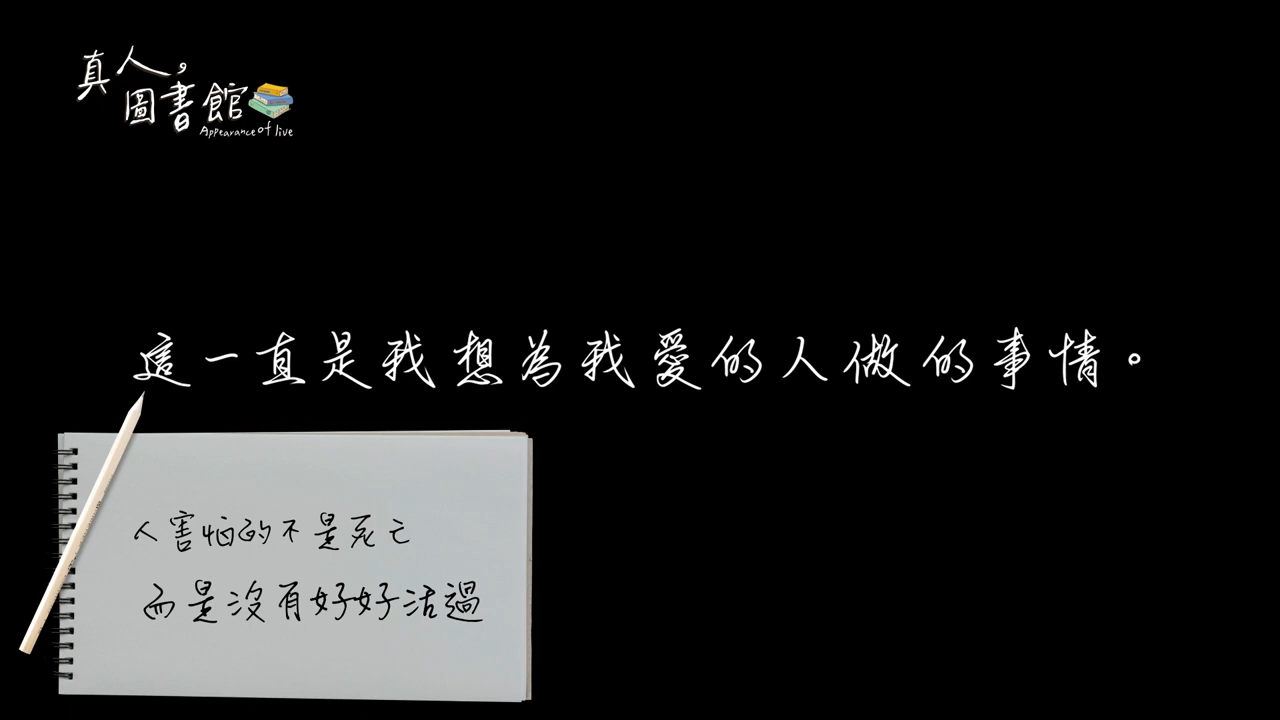 真人,
圖書館
Appearance of live
這一直是我想為我愛的人做的事情。
人害怕的不是死亡
而是沒有好好活過